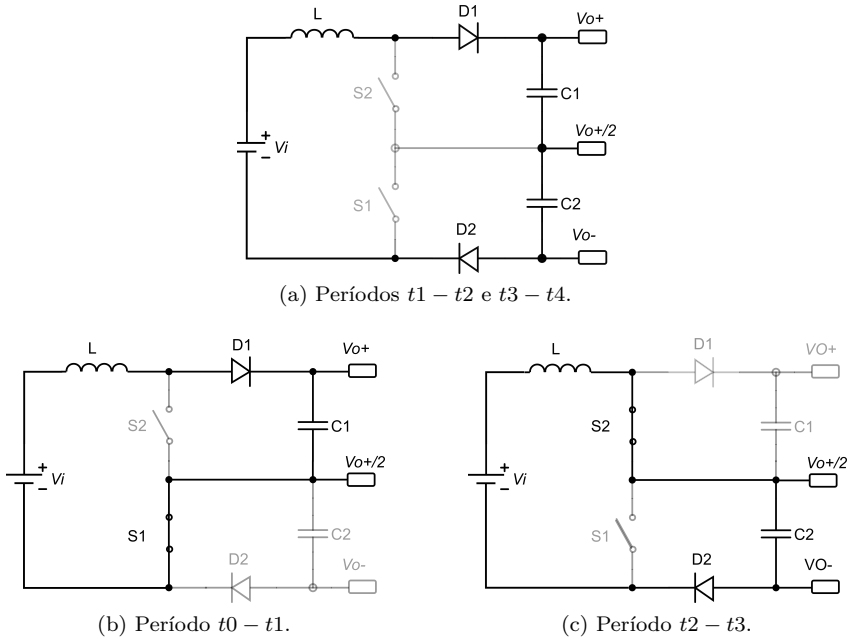 L
D1
Vo+
S2
C1
+
Vi
−
Vo+/2
S1
C2
D2
Vo-
(a) Períodos t1 − t2 e t3 − t4.
L
D1
Vo+
S2
C1
+
Vi
−
Vo+/2
S1
C2
D2
Vo-
(b) Período t0 − t1.
L
D1
VO+
S2
C1
+
Vi
−
Vo+/2
S1
C2
D2
VO-
(c) Período t2 − t3.